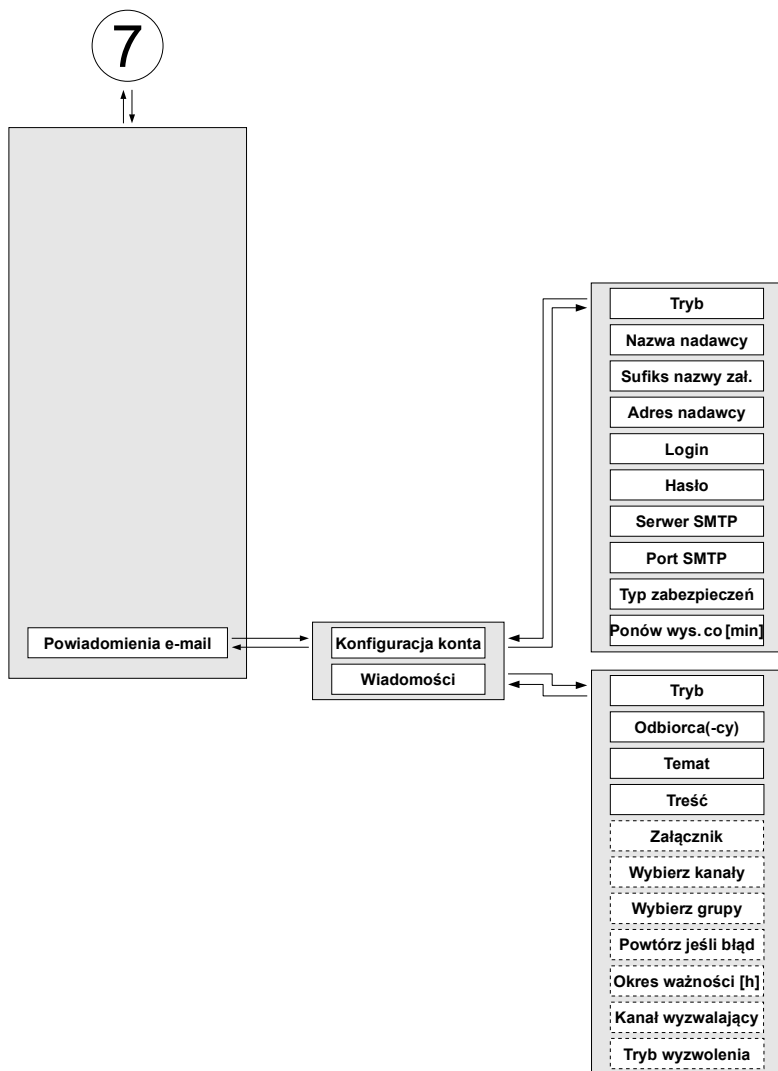 7
Tryb
Nazwa nadawcy
Sufiks nazwy zał.
Adres nadawcy
Login
Hasło
Serwer SMTP
Port SMTP
Typ zabezpieczeń
Ponów wys. co [min]
Powiadomienia e-mail
Konfiguracja konta
Wiadomości
Tryb
Odbiorca(-cy)
Temat
Treść
Załącznik
Wybierz kanały
Wybierz grupy
Powtórz jeśli błąd
Okres ważności [h]
Kanał wyzwalający
Tryb wyzwolenia